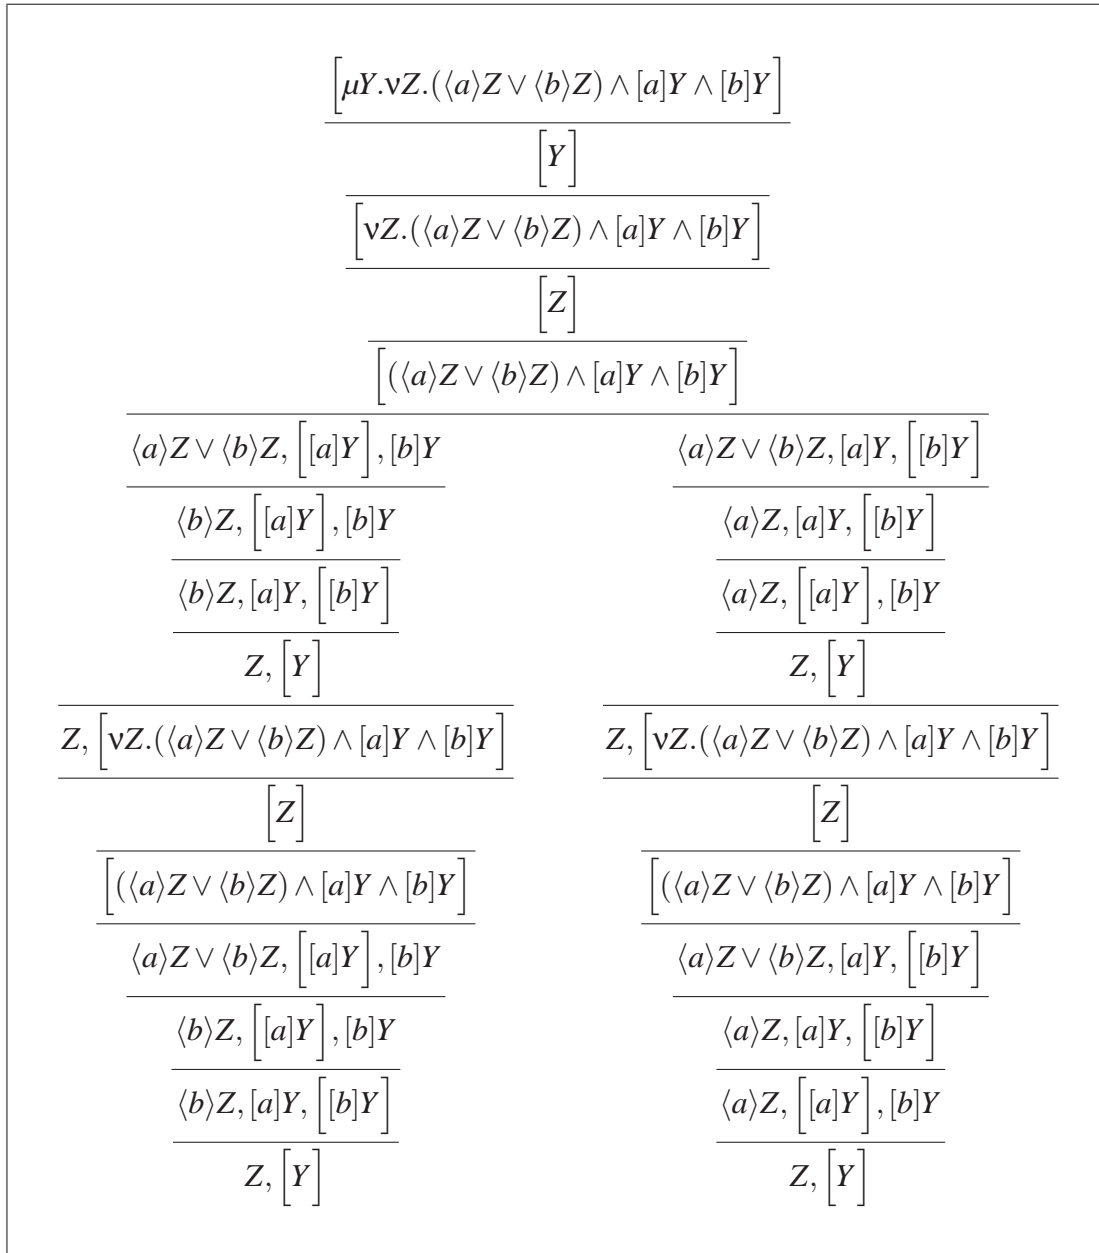 [μY.νZ.(⟨a⟩Z ∨ ⟨b⟩Z) ∧ [a]Y ∧ [b]Y]
[Y]
[νZ.(⟨a⟩Z ∨ ⟨b⟩Z) ∧ [a]Y ∧ [b]Y]
[Z]
[(⟨a⟩Z ∨ ⟨b⟩Z) ∧ [a]Y ∧ [b]Y]
⟨a⟩Z ∨ ⟨b⟩Z, [[a]Y], [b]Y ⟨a⟩Z ∨ ⟨b⟩Z, [a]Y, [[b]Y]
⟨b⟩Z, [[a]Y], [b]Y ⟨a⟩Z, [a]Y, [[b]Y]
⟨b⟩Z, [a]Y, [[b]Y] ⟨a⟩Z, [[a]Y], [b]Y
Z, [Y] Z, [Y]
Z, [νZ.(⟨a⟩Z ∨ ⟨b⟩Z) ∧ [a]Y ∧ [b]Y] Z, [νZ.(⟨a⟩Z ∨ ⟨b⟩Z) ∧ [a]Y ∧ [b]Y]
[Z] [Z]
[(⟨a⟩Z ∨ ⟨b⟩Z) ∧ [a]Y ∧ [b]Y] [(⟨a⟩Z ∨ ⟨b⟩Z) ∧ [a]Y ∧ [b]Y]
⟨a⟩Z ∨ ⟨b⟩Z, [[a]Y], [b]Y ⟨a⟩Z ∨ ⟨b⟩Z, [a]Y, [[b]Y]
⟨b⟩Z, [[a]Y], [b]Y ⟨a⟩Z, [a]Y, [[b]Y]
⟨b⟩Z, [a]Y, [[b]Y] ⟨a⟩Z, [[a]Y], [b]Y
Z, [Y] Z, [Y]